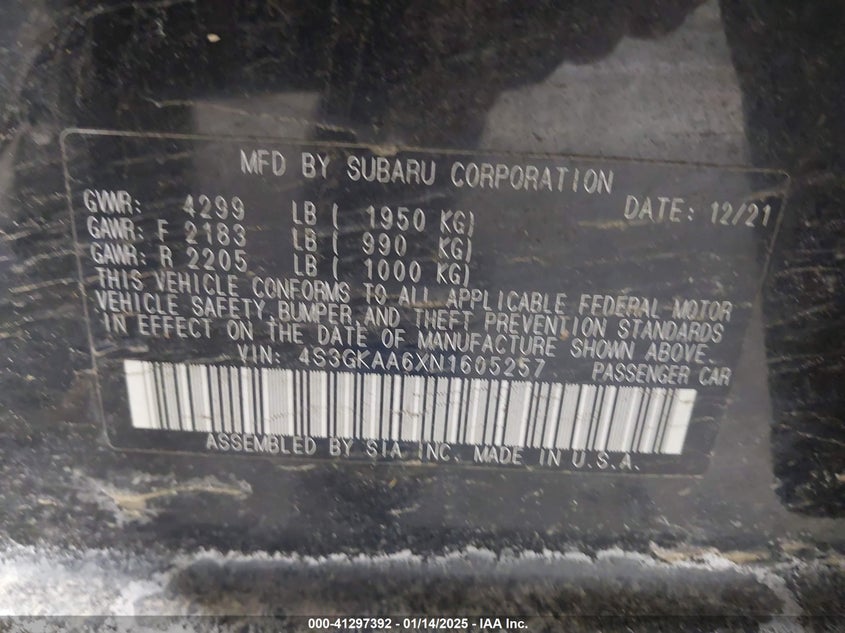 MFD BY SUBARU CORPORATION
GVWR: 4299 LB ( 1950 KG) DATE: 12/21
GAWR: F 2183 LB ( 990 KG)
GAWR: R 2205 LB ( 1000 KG)
THIS VEHICLE CONFORMS TO ALL APPLICABLE FEDERAL MOTOR
VEHICLE SAFETY, BUMPER, AND THEFT PREVENTION STANDARDS
IN EFFECT ON THE DATE OF MANUFACTURE SHOWN ABOVE.
VIN: 4S3GKAA6XN1605257 PASSENGER CAR
ASSEMBLED BY SIA, INC. MADE IN U.S.A.
000-41297392 - 01/14/2025 - IAA Inc.